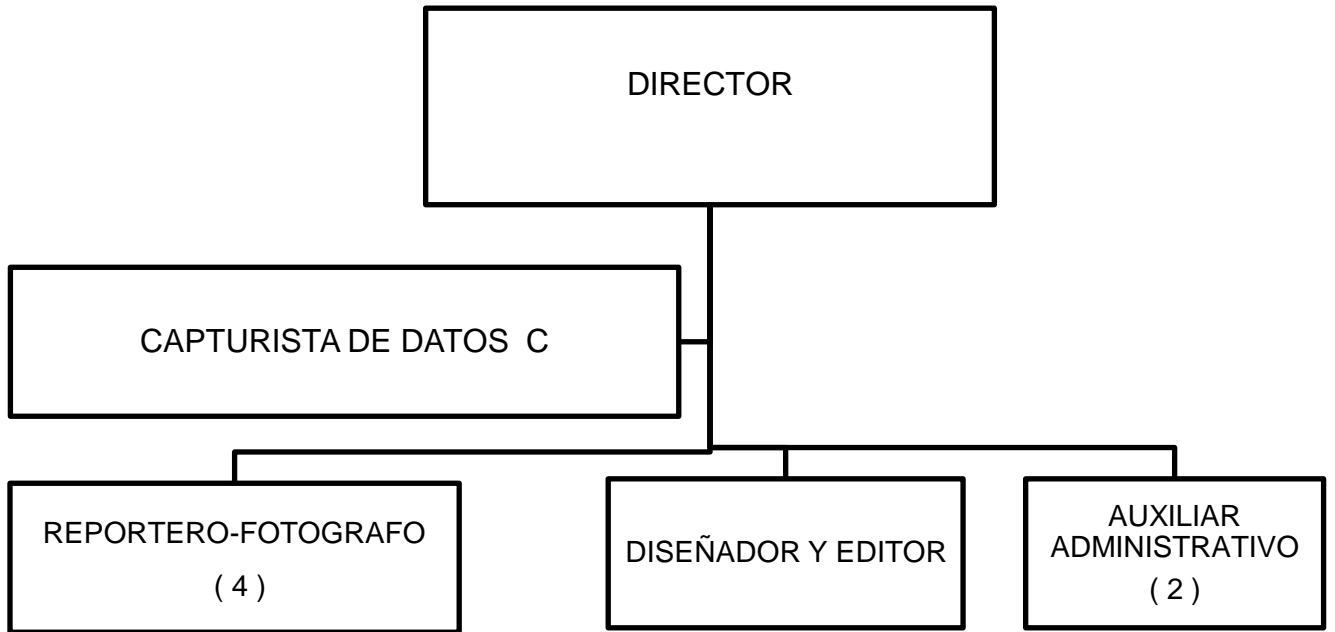 DIRECTOR
CAPTURISTA DE DATOS C
REPORTERO-FOTOGRAFO
( 4 )
DISEÑADOR Y EDITOR
AUXILIAR
ADMINISTRATIVO
( 2 )